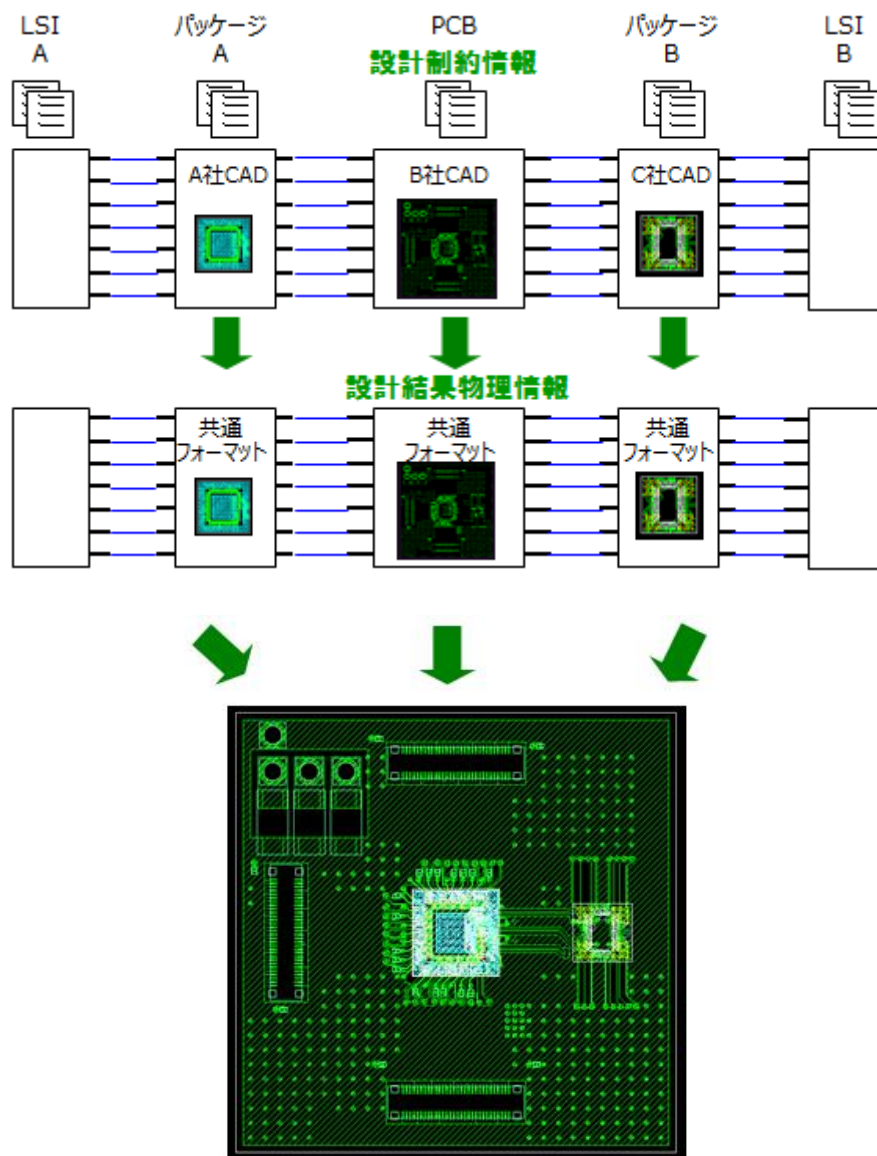 LSI
A
パッケージ
A
PCB
パッケージ
B
LSI
B
設計制約情報
A社CAD
B社CAD
C社CAD
設計結果物理情報
共通
フォーマット
共通
フォーマット
共通
フォーマット